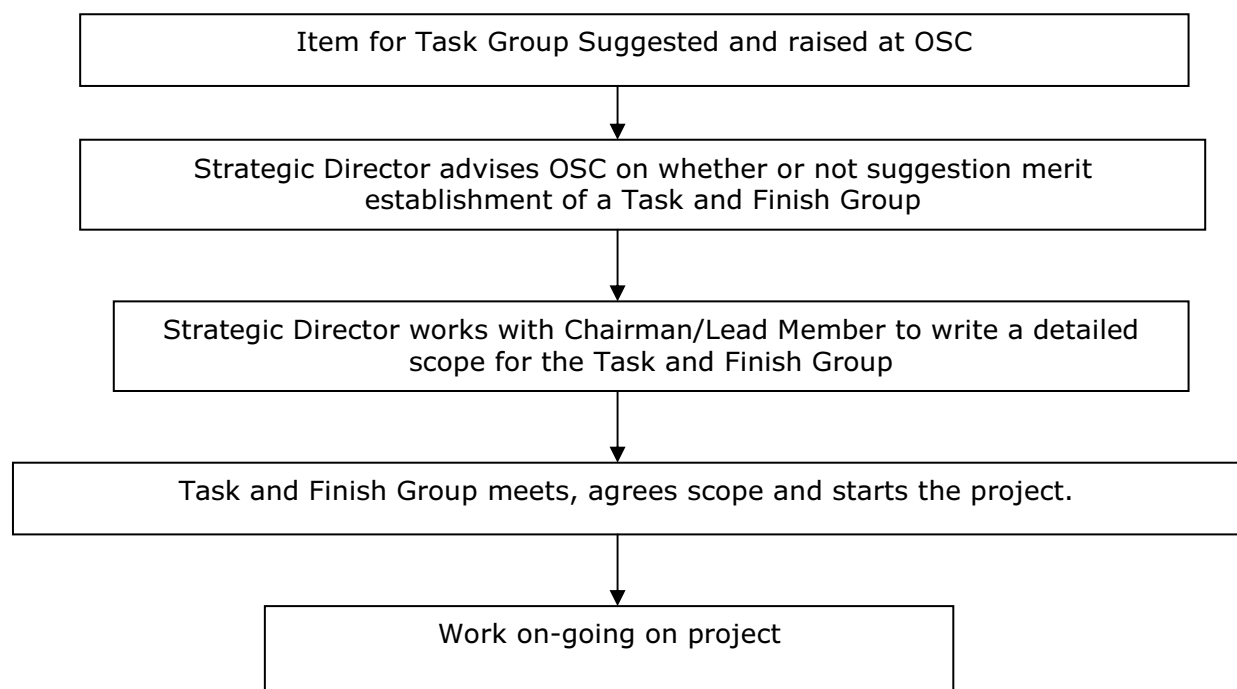 Item for Task Group Suggested and raised at OSC
Strategic Director advises OSC on whether or not suggestion merit
establishment of a Task and Finish Group
Strategic Director works with Chairman/Lead Member to write a detailed
scope for the Task and Finish Group
Task and Finish Group meets, agrees scope and starts the project.
Work on-going on project